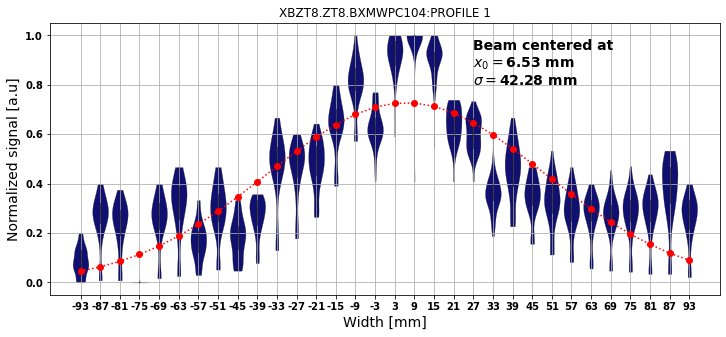 XBZT8.ZT8.BXMWPC104:PROFILE 1
Beam centered at
x₀ = 6.53 mm
σ = 42.28 mm
Normalized signal [a.u]
1.0
0.8
0.6
0.4
0.2
0.0
-93 -87 -81 -75 -69 -63 -57 -51 -45 -39 -33 -27 -21 -15 -9 -3 3 9 15 21 27 33 39 45 51 57 63 69 75 81 87 93
Width [mm]